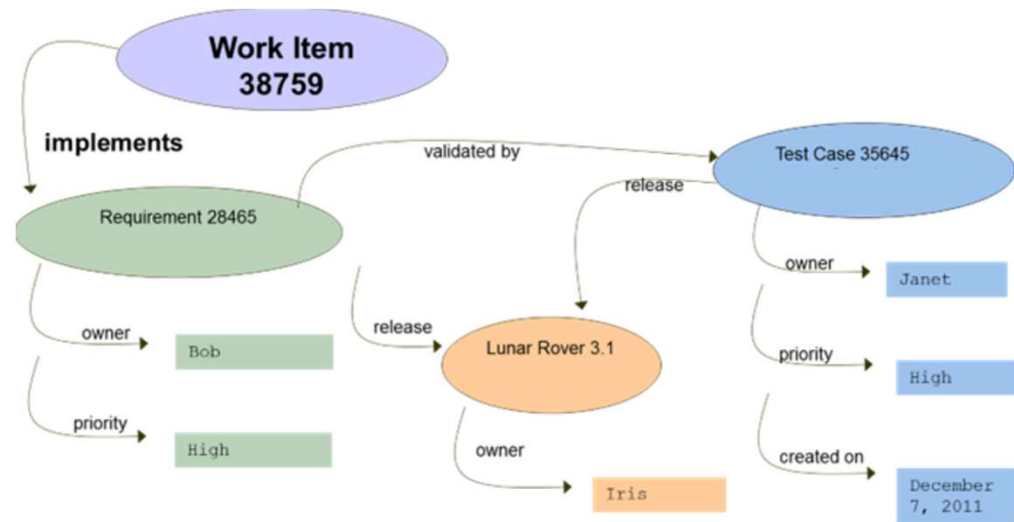 Work Item
38759
implements
validated by
Test Case 35645
release
Requirement 28465
owner
Janet
owner
Bob
release
Lunar Rover 3.1
priority
High
priority
High
owner
created on
Iris
December
7, 2011